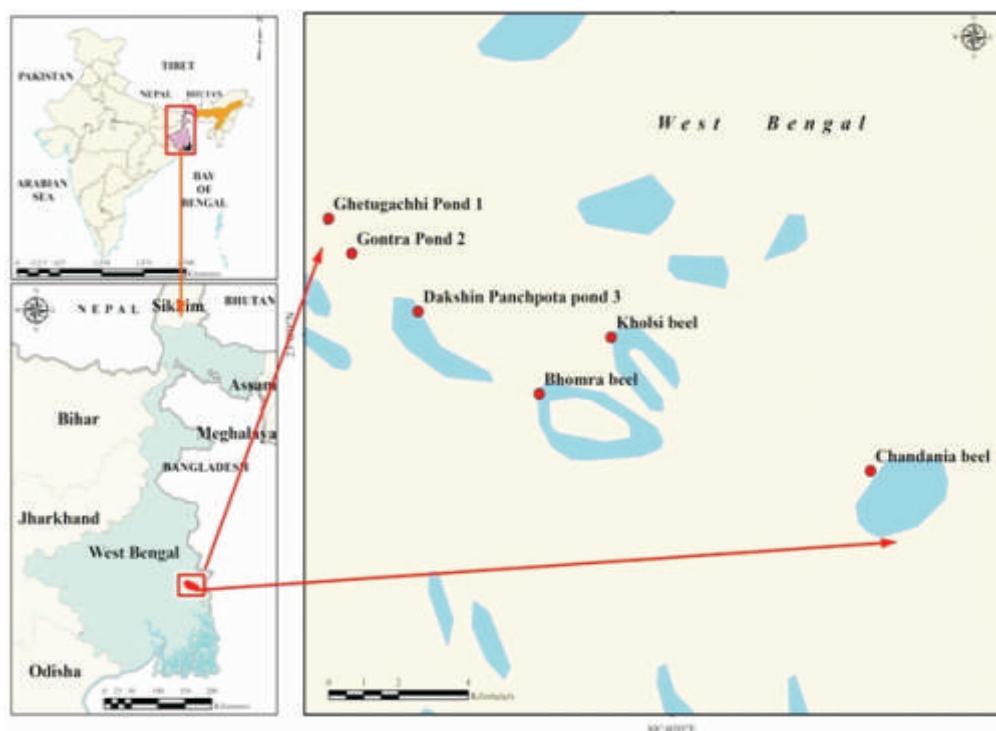 N
TIBET
PAKISTAN
NEPAL
BHUTAN
ARABIAN
SEA
BAY
OF
BENGAL
NEPAL
Sikkim
BHUTAN
Assam
Bihar
Meghalaya
BANGLADESH
Jharkhand
West Bengal
Odisha
West Bengal
Ghetugachhi Pond 1
Gontra Pond 2
Dakshin Panchpota pond 3
Kholsi beel
Bhomra beel
Chandania beel
0 1 2 4
Kilometers